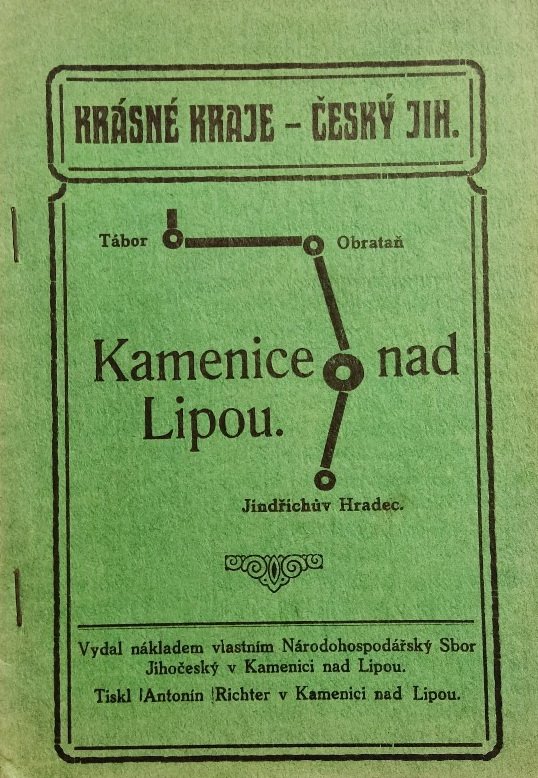 KRÁSNÉ KRAJE – ČESKÝ JIH.
Tábor
Obrataň
Kamenice nad
Lipou.
Jindřichův Hradec.
Vydal nákladem vlastním Národohospodářský Sbor
Jihočeský v Kamenici nad Lipou.
Tiskl Antonín Richter v Kamenici nad Lipou.